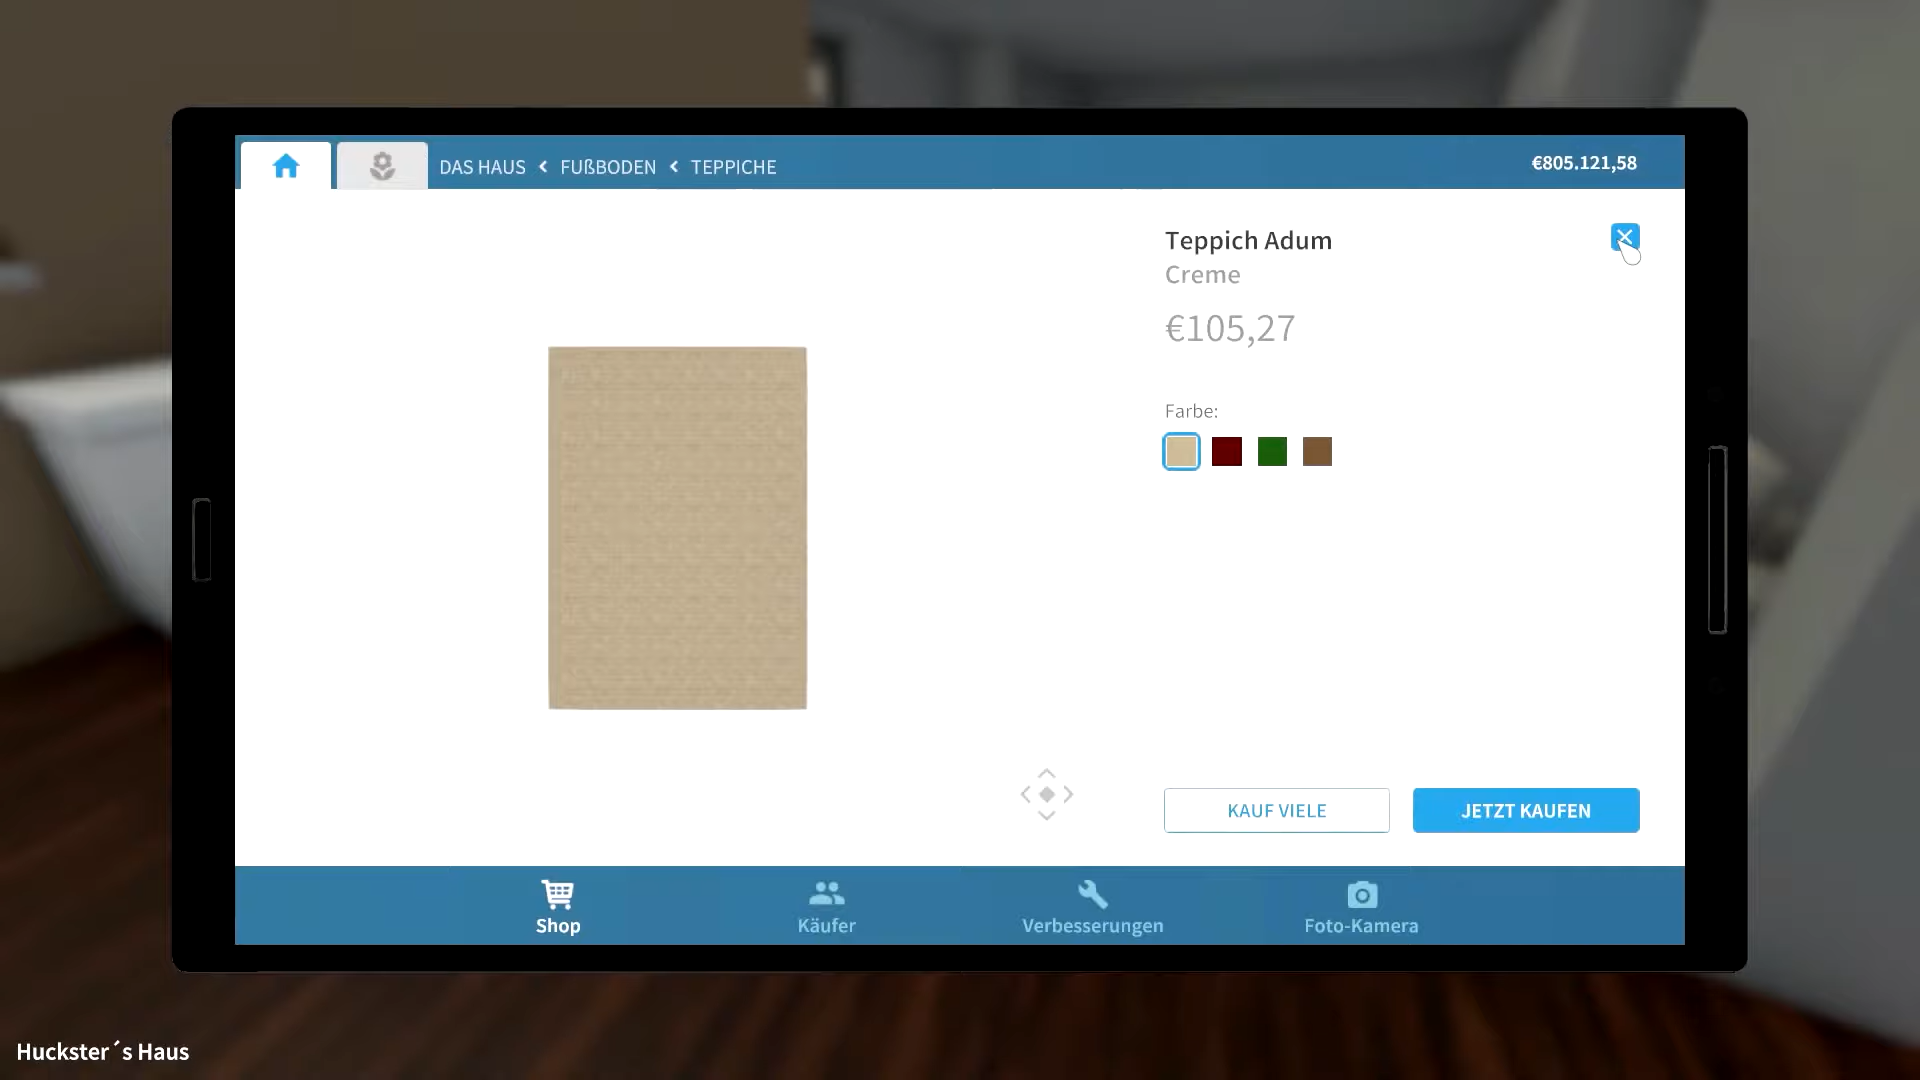 DAS HAUS < FUßBODEN < TEPPICHE
€805.121,58
Teppich Adum
Creme
€105,27
Farbe:
KAUF VIELE
JETZT KAUFEN
Shop
Käufer
Verbesserungen
Foto-Kamera
Huckster´s Haus